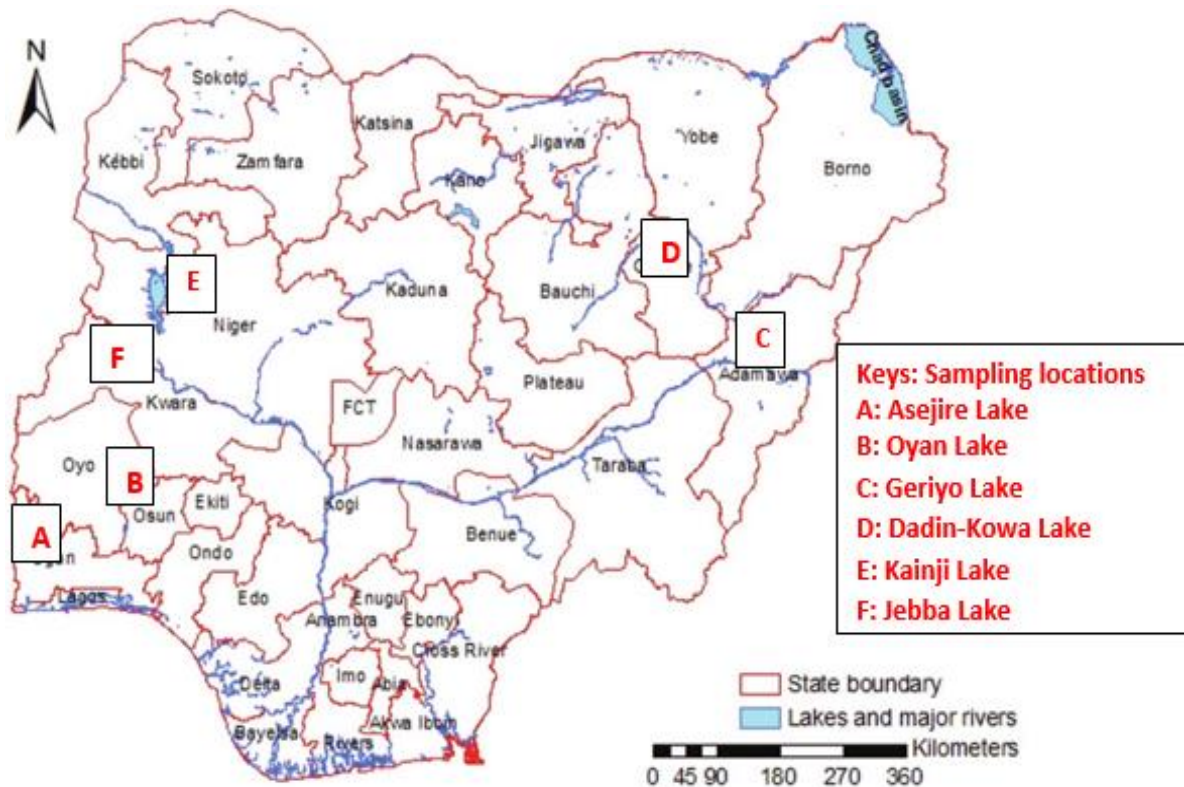 N
Sokoto
Chad basin
Katsina
Jigawa
Yobe
Kebbi
Zamfara
Kano
Borno
D
E
Kaduna
Bauchi
Niger
C
F
Adamawa
Plateau
Kwara
FCT
Nasarawa
Taraba
Oyo
B
Ekiti
Kogi
Osun
Benue
A
Ondo
Lagos
Edo
Enugu
Anambra
Ebonyi
Cross River
Imo
Abia
Delta
Akwa Ibom
Bayelsa
Rivers
Keys: Sampling locations
A: Asejire Lake
B: Oyan Lake
C: Geriyo Lake
D: Dadin-Kowa Lake
E: Kainji Lake
F: Jebba Lake
State boundary
Lakes and major rivers
Kilometers
0 45 90 180 270 360